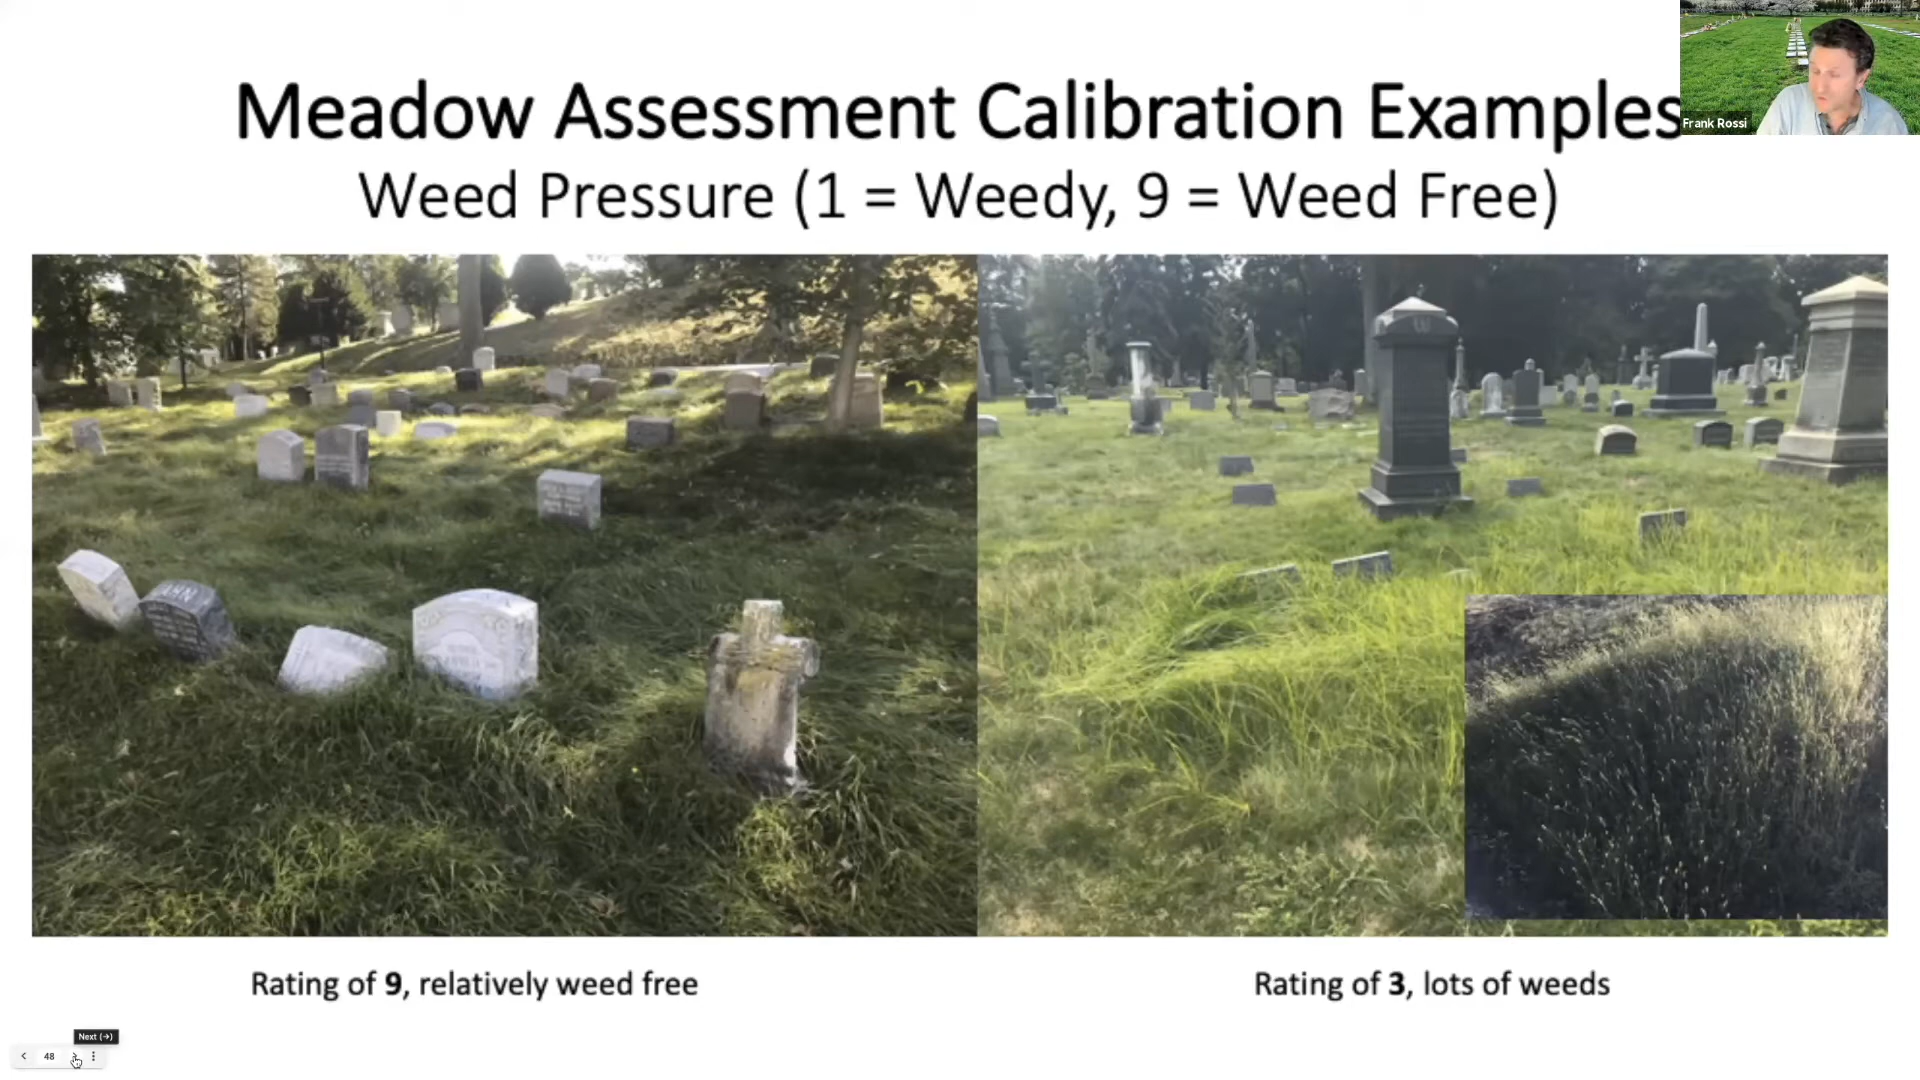 Meadow Assessment Calibration Examples
Frank Rossi
Weed Pressure (1 = Weedy, 9 = Weed Free)
Rating of 9, relatively weed free
Rating of 3, lots of weeds
Next (→)
48